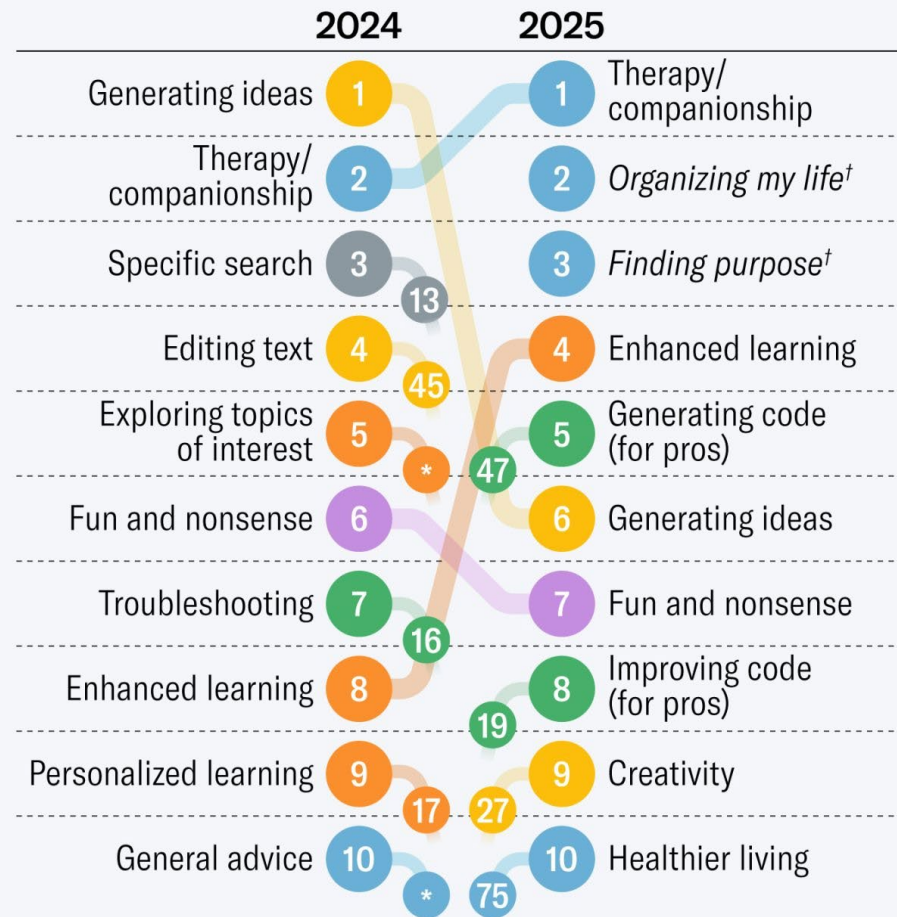 2024 2025
Generating ideas 1 1 Therapy/
companionship
Therapy/
companionship 2 2 Organizing my life†
Specific search 3 13 3 Finding purpose†
Editing text 4 45 4 Enhanced learning
Exploring topics
of interest 5 * 47 5 Generating code
(for pros)
Fun and nonsense 6 6 Generating ideas
Troubleshooting 7 16 7 Fun and nonsense
Enhanced learning 8 19 8 Improving code
(for pros)
Personalized learning 9 17 27 9 Creativity
General advice 10 * 75 10 Healthier living